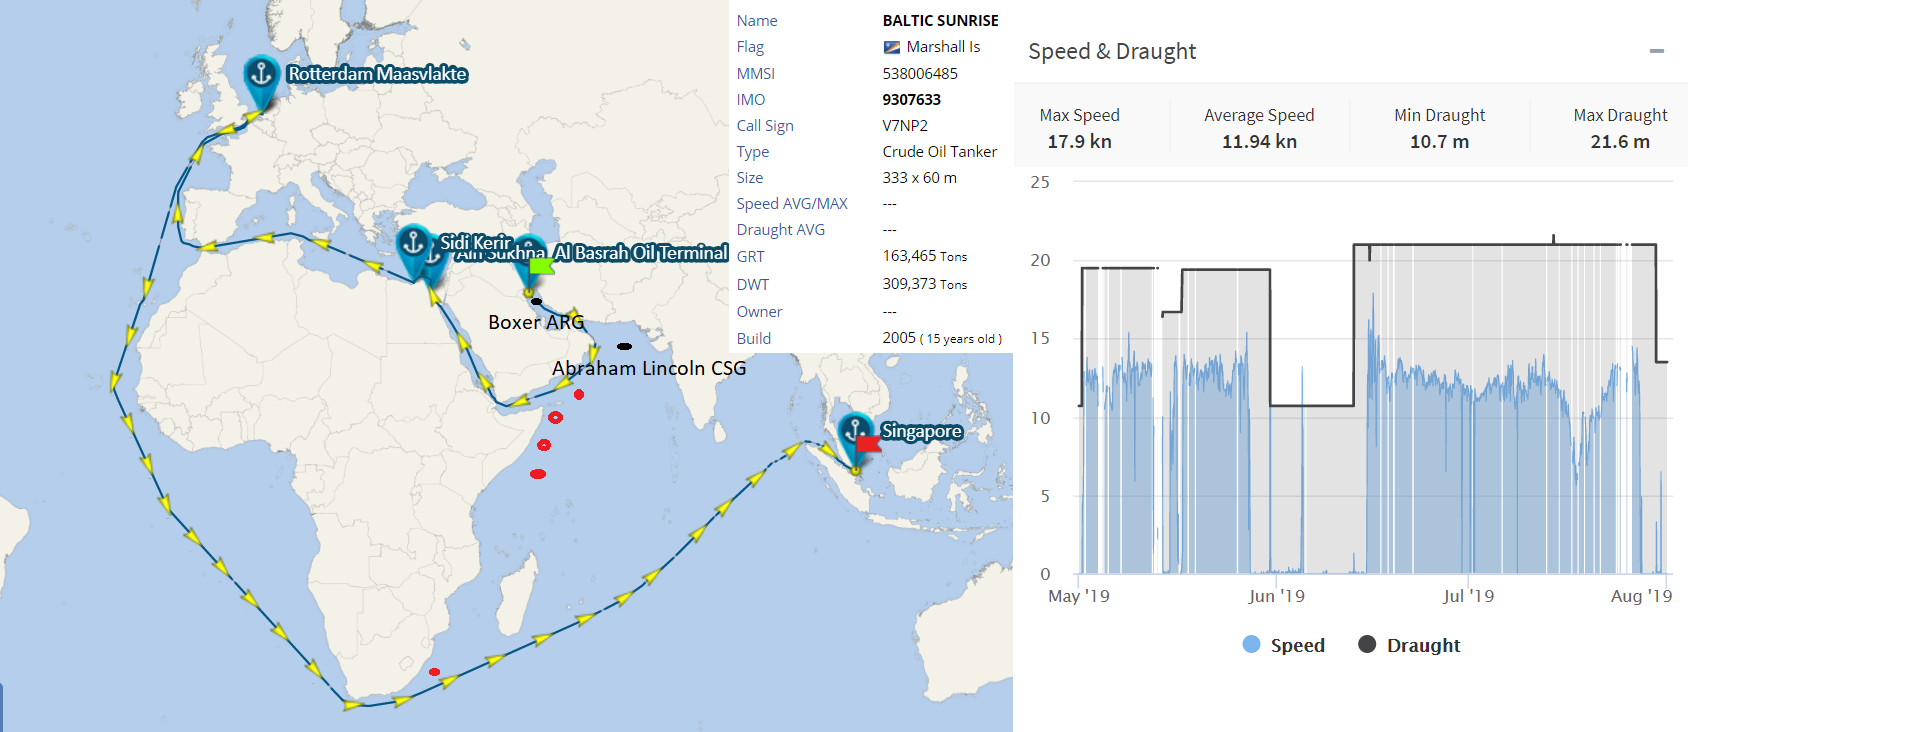 Rotterdam Maasvlakte
Sidi Kerir
Ain Sukhna
Al Basrah Oil Terminal
Boxer ARG
Abraham Lincoln CSG
Singapore
Name BALTIC SUNRISE
Flag Marshall Is
MMSI 538006485
IMO 9307633
Call Sign V7NP2
Type Crude Oil Tanker
Size 333 x 60 m
Speed AVG/MAX ---
Draught AVG ---
GRT 163,465 Tons
DWT 309,373 Tons
Owner ---
Build 2005 ( 15 years old )
Speed & Draught
Max Speed Average Speed Min Draught Max Draught
17.9 kn 11.94 kn 10.7 m 21.6 m
25
20
15
10
5
0
May '19 Jun '19 Jul '19 Aug '19
Speed Draught